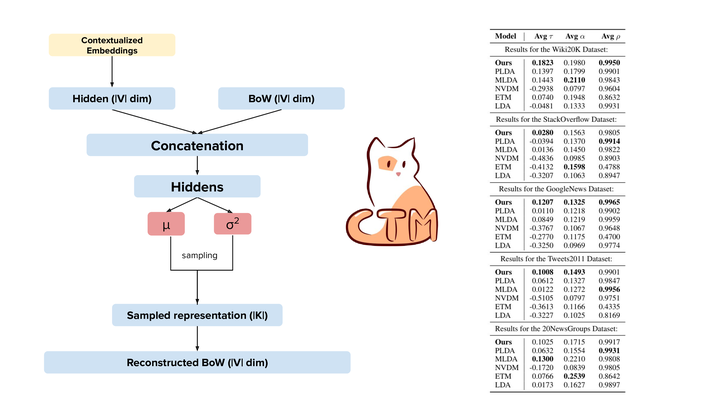 Contextualized
Embeddings
Hidden (|V| dim)
BoW (|V| dim)
Concatenation
Hiddens
μ
σ²
sampling
Sampled representation (|K|)
Reconstructed BoW (|V| dim)
CTM
Model Avg τ Avg α Avg ρ
Results for the Wiki20K Dataset:
Ours 0.1823 0.1980 0.9950
PLDA 0.1397 0.1799 0.9901
MLDA 0.1443 0.2110 0.9843
NVDM -0.2938 0.0797 0.9604
ETM 0.0740 0.1948 0.8632
LDA -0.0481 0.1333 0.9931
Results for the StackOverflow Dataset:
Ours 0.0280 0.1563 0.9805
PLDA -0.0394 0.1370 0.9914
MLDA 0.0136 0.1450 0.9822
NVDM -0.4836 0.0985 0.8903
ETM -0.4132 0.1598 0.4788
LDA -0.3207 0.1063 0.8947
Results for the GoogleNews Dataset:
Ours 0.1207 0.1325 0.9965
PLDA 0.0110 0.1218 0.9902
MLDA 0.0849 0.1219 0.9959
NVDM -0.3767 0.1067 0.9648
ETM -0.2770 0.1175 0.4700
LDA -0.3250 0.0969 0.9774
Results for the Tweets2011 Dataset:
Ours 0.1008 0.1493 0.9901
PLDA 0.0612 0.1327 0.9847
MLDA 0.0122 0.1272 0.9956
NVDM -0.5105 0.0797 0.9751
ETM -0.3613 0.1166 0.4335
LDA -0.3227 0.1025 0.8169
Results for the 20NewsGroups Dataset:
Ours 0.1025 0.1715 0.9917
PLDA 0.0632 0.1554 0.9931
MLDA 0.1300 0.2210 0.9808
NVDM -0.1720 0.0839 0.9805
ETM 0.0766 0.2539 0.8642
LDA 0.0173 0.1627 0.9897